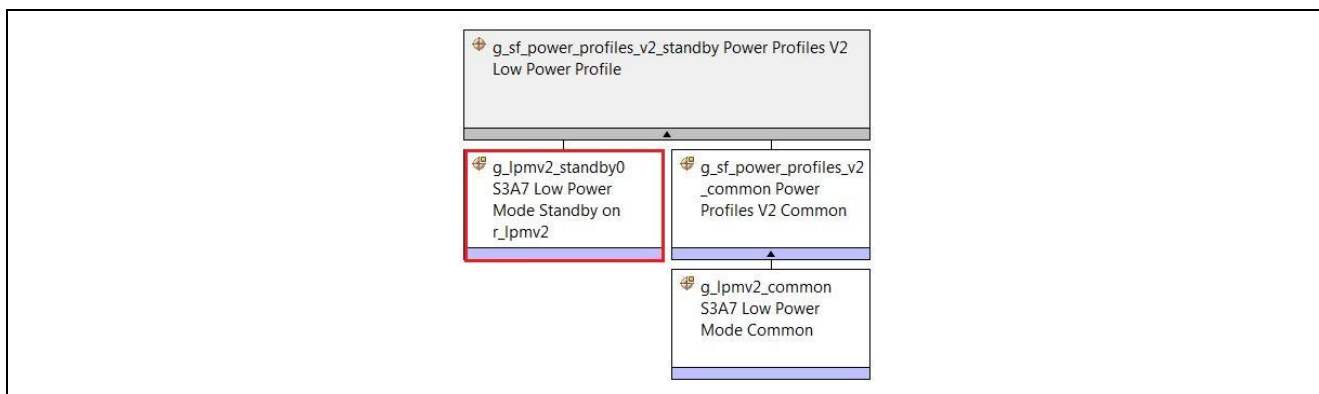 g_sf_power_profiles_v2_standby Power Profiles V2
Low Power Profile
g_lpmv2_standby0
S3A7 Low Power
Mode Standby on
r_lpmv2
g_sf_power_profiles_v2
_common Power
Profiles V2 Common
g_lpmv2_common
S3A7 Low Power
Mode Common